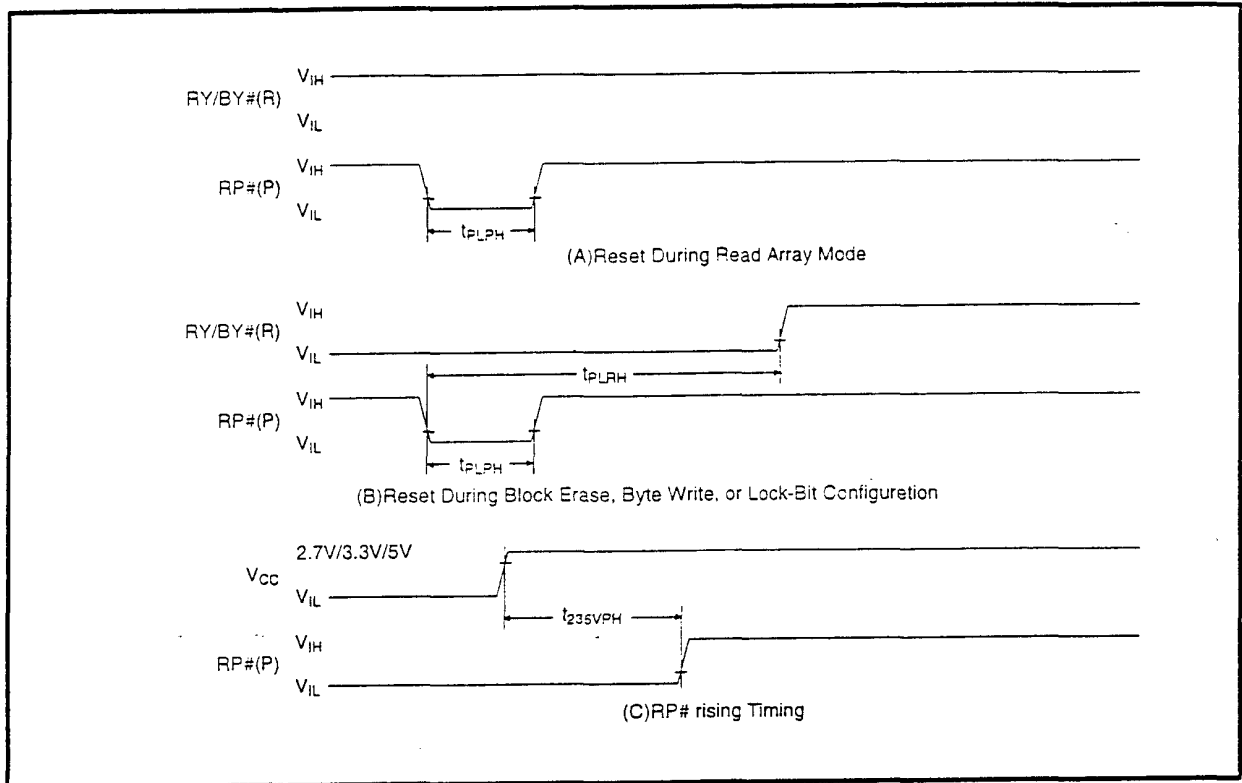 V_IH
RY/BY#(R)
V_IL
V_IH
RP#(P)
V_IL
t_PLPH
(A)Reset During Read Array Mode
V_IH
RY/BY#(R)
V_IL
t_PLRH
V_IH
RP#(P)
V_IL
t_PLPH
(B)Reset During Block Erase, Byte Write, or Lock-Bit Configuretion
2.7V/3.3V/5V
V_CC
V_IL
t_235VPH
V_IH
RP#(P)
V_IL
(C)RP# rising Timing